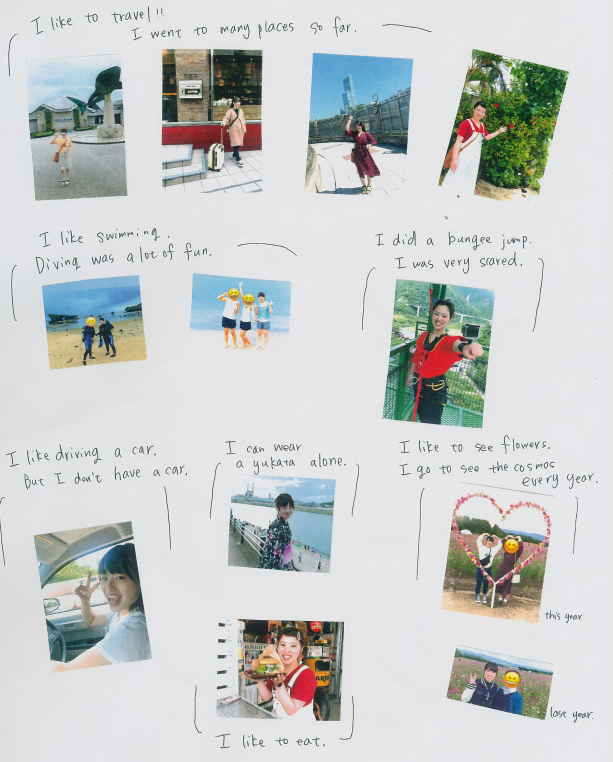 I like to travel!!
I went to many places so far.
I like swimming.
Diving was a lot of fun.
I did a bungee jump.
I was very scared.
I like driving a car.
But I don't have a car.
I can wear
a yukata alone.
I like to see flowers.
I go to see the cosmos
every year.
this year
last year.
I like to eat.